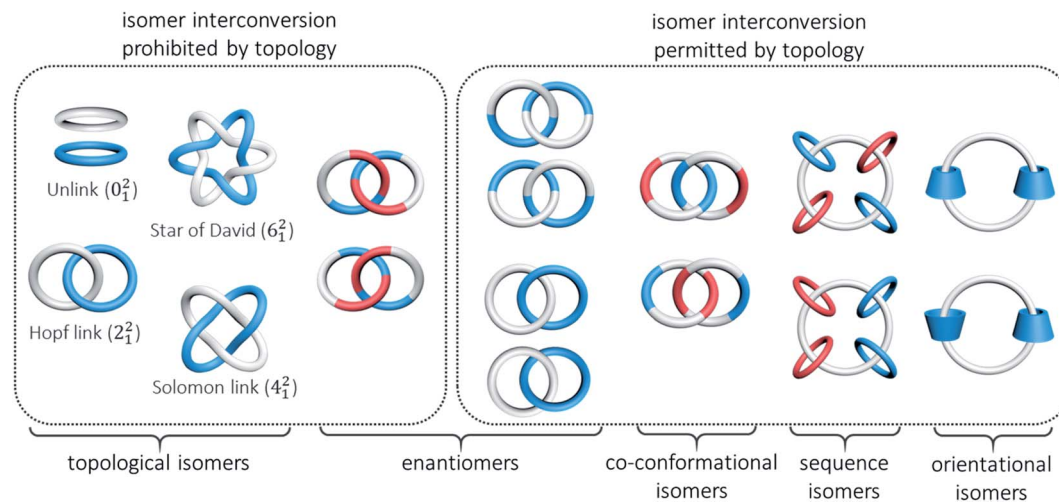 isomer interconversion
prohibited by topology
isomer interconversion
permitted by topology
Unlink (0₁²)
Star of David (6₁²)
Hopf link (2₁²)
Solomon link (4₁²)
topological isomers
enantiomers
co-conformational
isomers
sequence
isomers
orientational
isomers